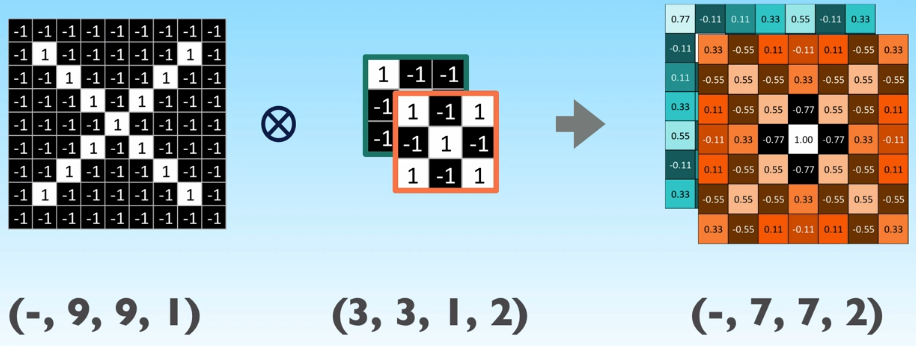 -1 -1 -1 -1 -1 -1 -1 -1 -1
-1 1 -1 -1 -1 -1 -1 1 -1
-1 -1 1 -1 -1 -1 1 -1 -1
-1 -1 -1 1 -1 1 -1 -1 -1
-1 -1 -1 -1 1 -1 -1 -1 -1
-1 -1 -1 1 -1 1 -1 -1 -1
-1 -1 1 -1 -1 -1 1 -1 -1
-1 1 -1 -1 -1 -1 -1 1 -1
-1 -1 -1 -1 -1 -1 -1 -1 -1
1 -1 -1
-1
-1
1 -1 1
-1 1 -1
1 -1 1
0.77 -0.11 0.11 0.33 0.55 -0.11 0.33
-0.11
0.11
0.33
0.55
-0.11
0.33
0.33 -0.55 0.11 -0.11 0.11 -0.55 0.33
-0.55 0.55 -0.55 0.33 -0.55 0.55 -0.55
0.11 -0.55 0.55 -0.77 0.55 -0.55 0.11
-0.11 0.33 -0.77 1.00 -0.77 0.33 -0.11
0.11 -0.55 0.55 -0.77 0.55 -0.55 0.11
-0.55 0.55 -0.55 0.33 -0.55 0.55 -0.55
0.33 -0.55 0.11 -0.11 0.11 -0.55 0.33
(-, 9, 9, 1)
(3, 3, 1, 2)
(-, 7, 7, 2)